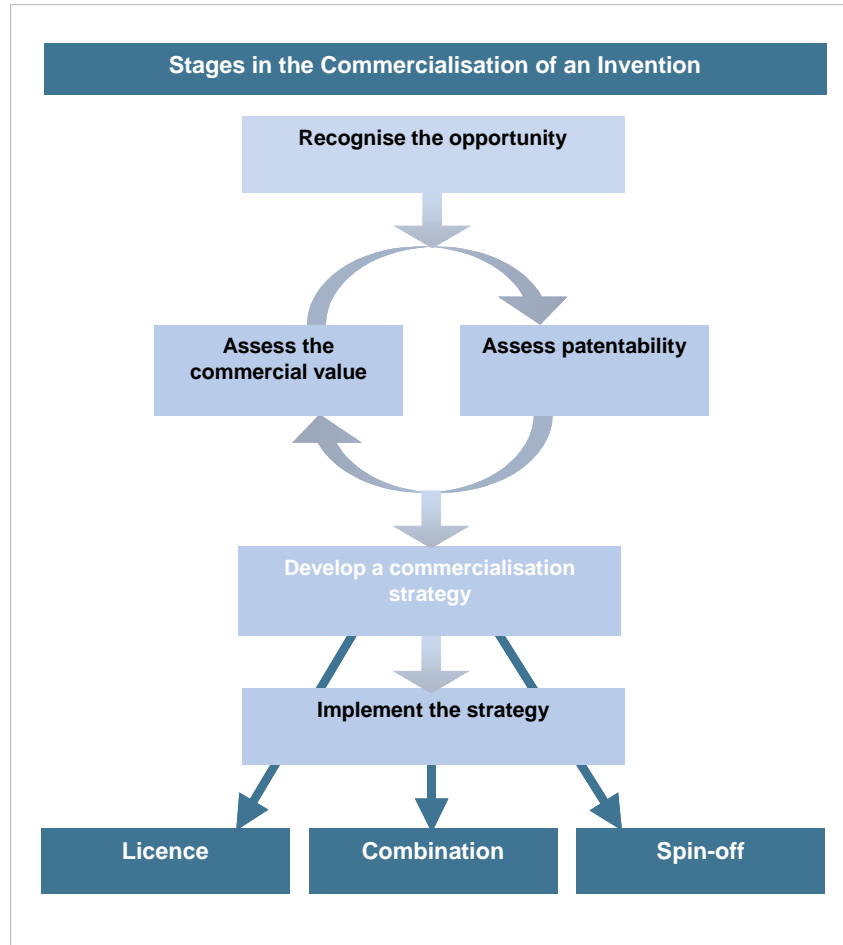 Stages in the Commercialisation of an Invention
Recognise the opportunity
Assess the
commercial value
Assess patentability
Develop a commercialisation
strategy
Implement the strategy
Licence
Combination
Spin-off